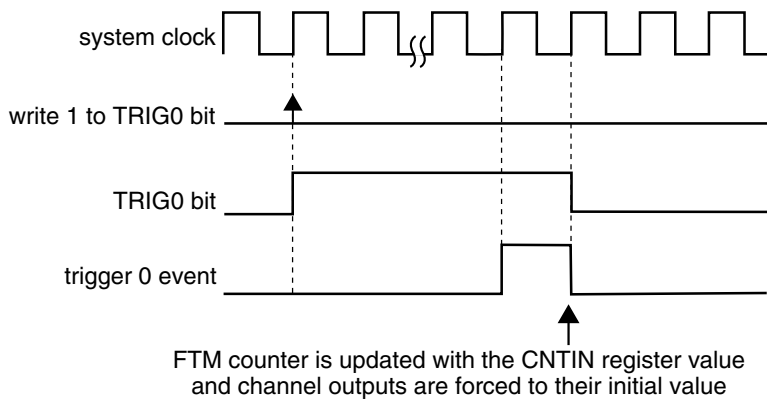 system clock
write 1 to TRIG0 bit
TRIG0 bit
trigger 0 event
FTM counter is updated with the CNTIN register value
and channel outputs are forced to their initial value